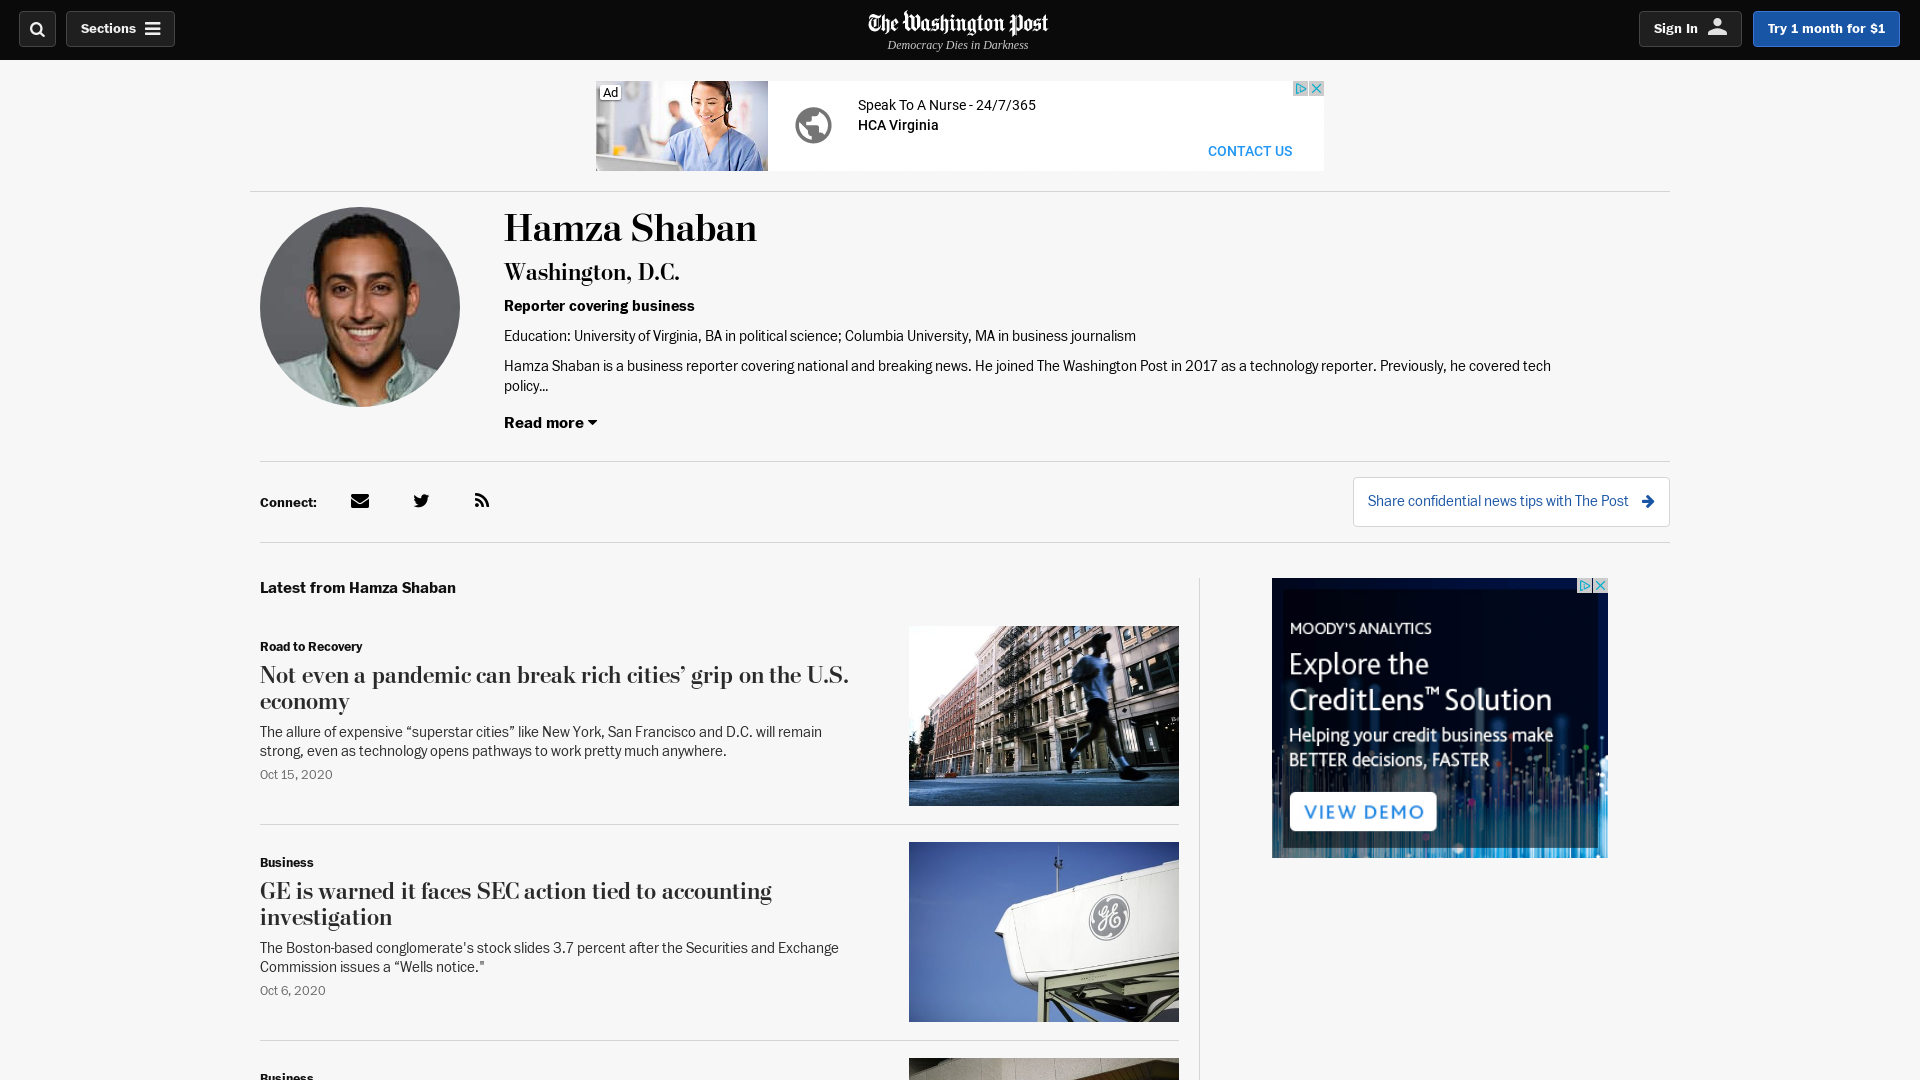 Sections
The Washington Post
Democracy Dies in Darkness
Sign In
Try 1 month for $1
Ad
Speak To A Nurse - 24/7/365
HCA Virginia
CONTACT US
Hamza Shaban
Washington, D.C.
Reporter covering business
Education: University of Virginia, BA in political science; Columbia University, MA in business journalism
Hamza Shaban is a business reporter covering national and breaking news. He joined The Washington Post in 2017 as a technology reporter. Previously, he covered tech
policy...
Read more
Connect:
Share confidential news tips with The Post
Latest from Hamza Shaban
Road to Recovery
Not even a pandemic can break rich cities’ grip on the U.S.
economy
The allure of expensive “superstar cities” like New York, San Francisco and D.C. will remain
strong, even as technology opens pathways to work pretty much anywhere.
Oct 15, 2020
MOODY'S ANALYTICS
Explore the
CreditLens™ Solution
Helping your credit business make
BETTER decisions, FASTER
VIEW DEMO
Business
GE is warned it faces SEC action tied to accounting
investigation
The Boston-based conglomerate's stock slides 3.7 percent after the Securities and Exchange
Commission issues a “Wells notice."
Oct 6, 2020
GE
Business